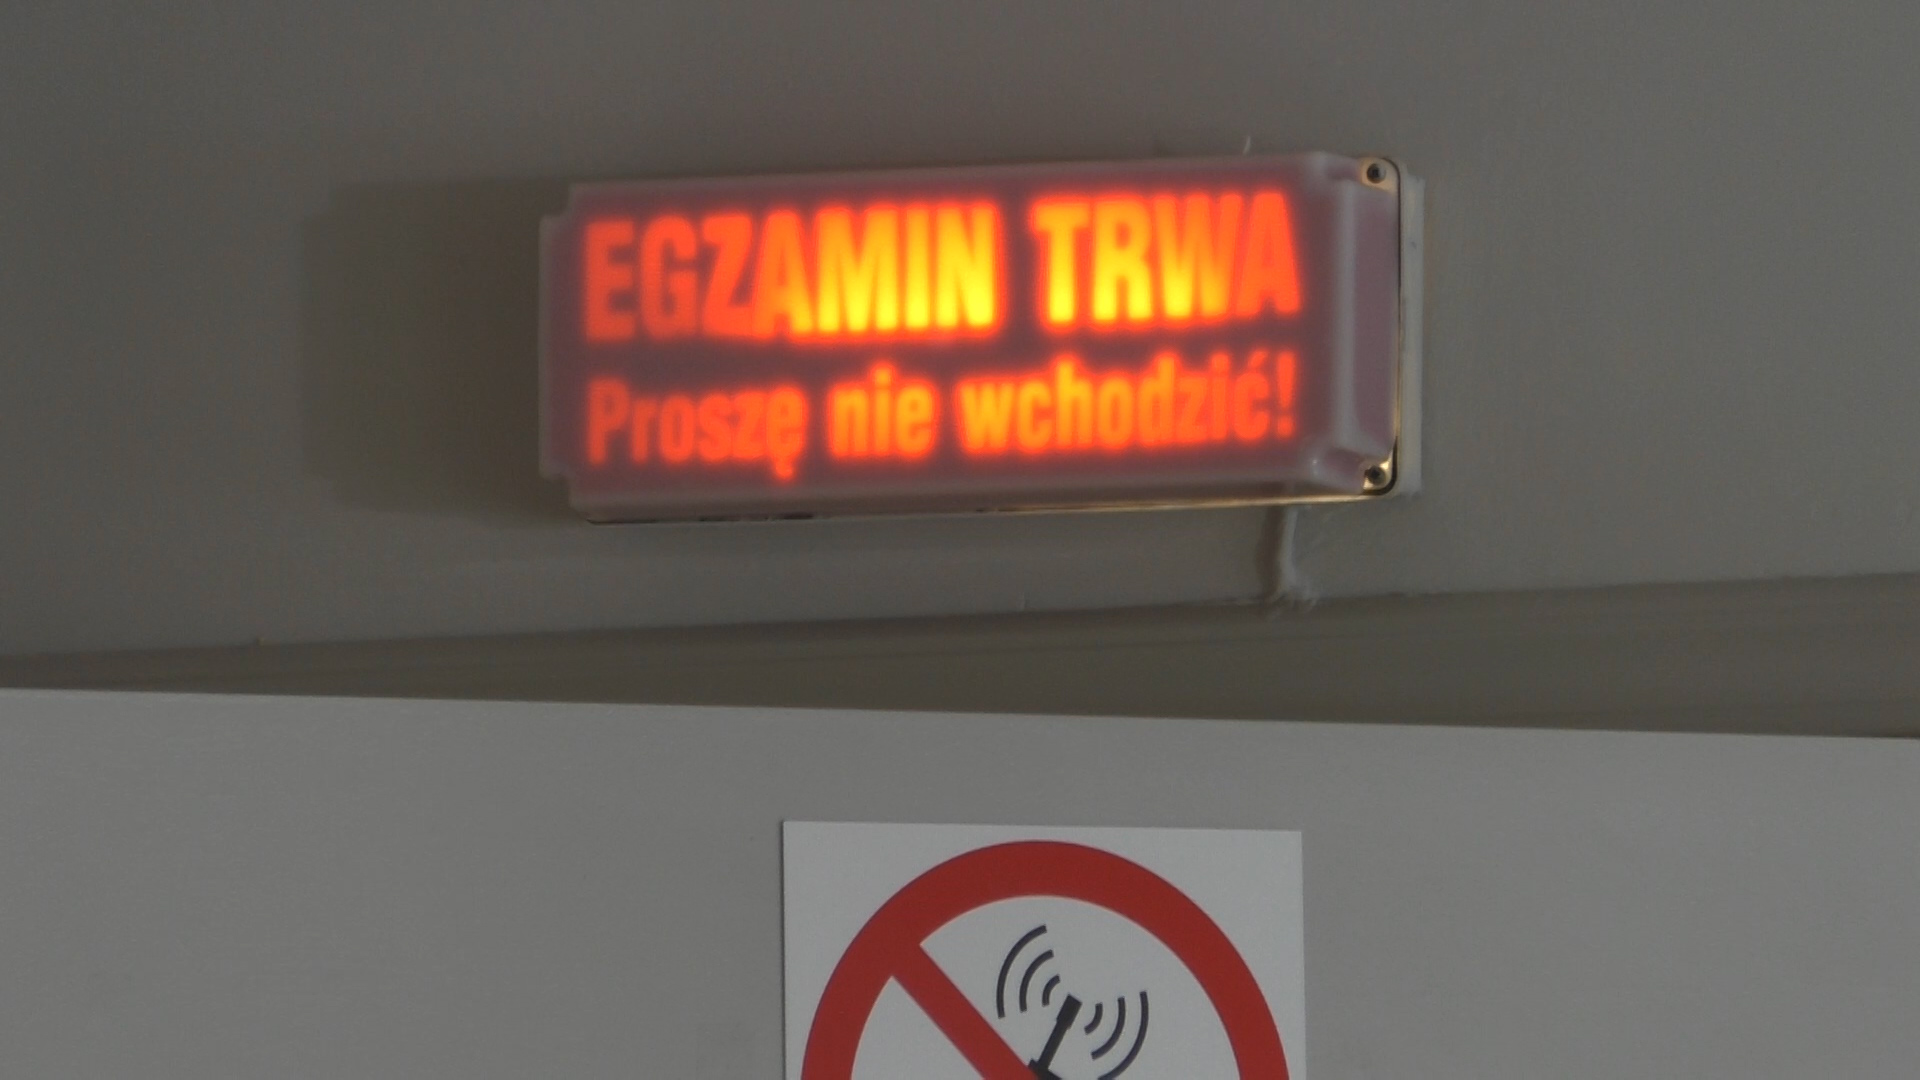 EGZAMIN TRWA
Proszę nie wchodzić!